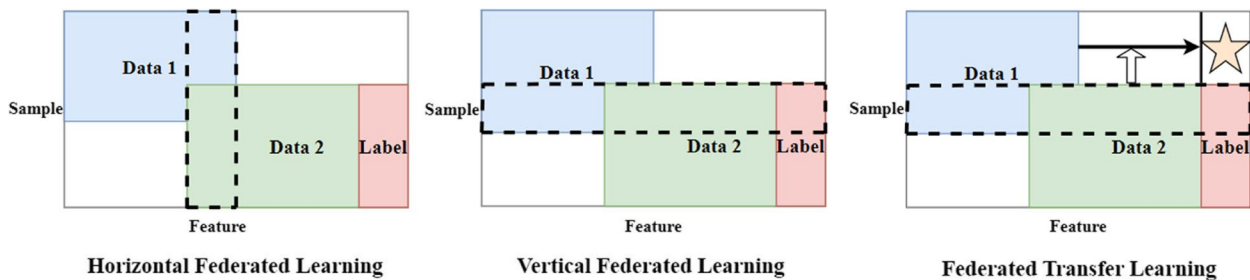 Data 1
Sample
Data 2
Label
Feature
Horizontal Federated Learning
Data 1
Sample
Data 2
Label
Feature
Vertical Federated Learning
Data 1
Sample
Data 2
Label
Feature
Federated Transfer Learning